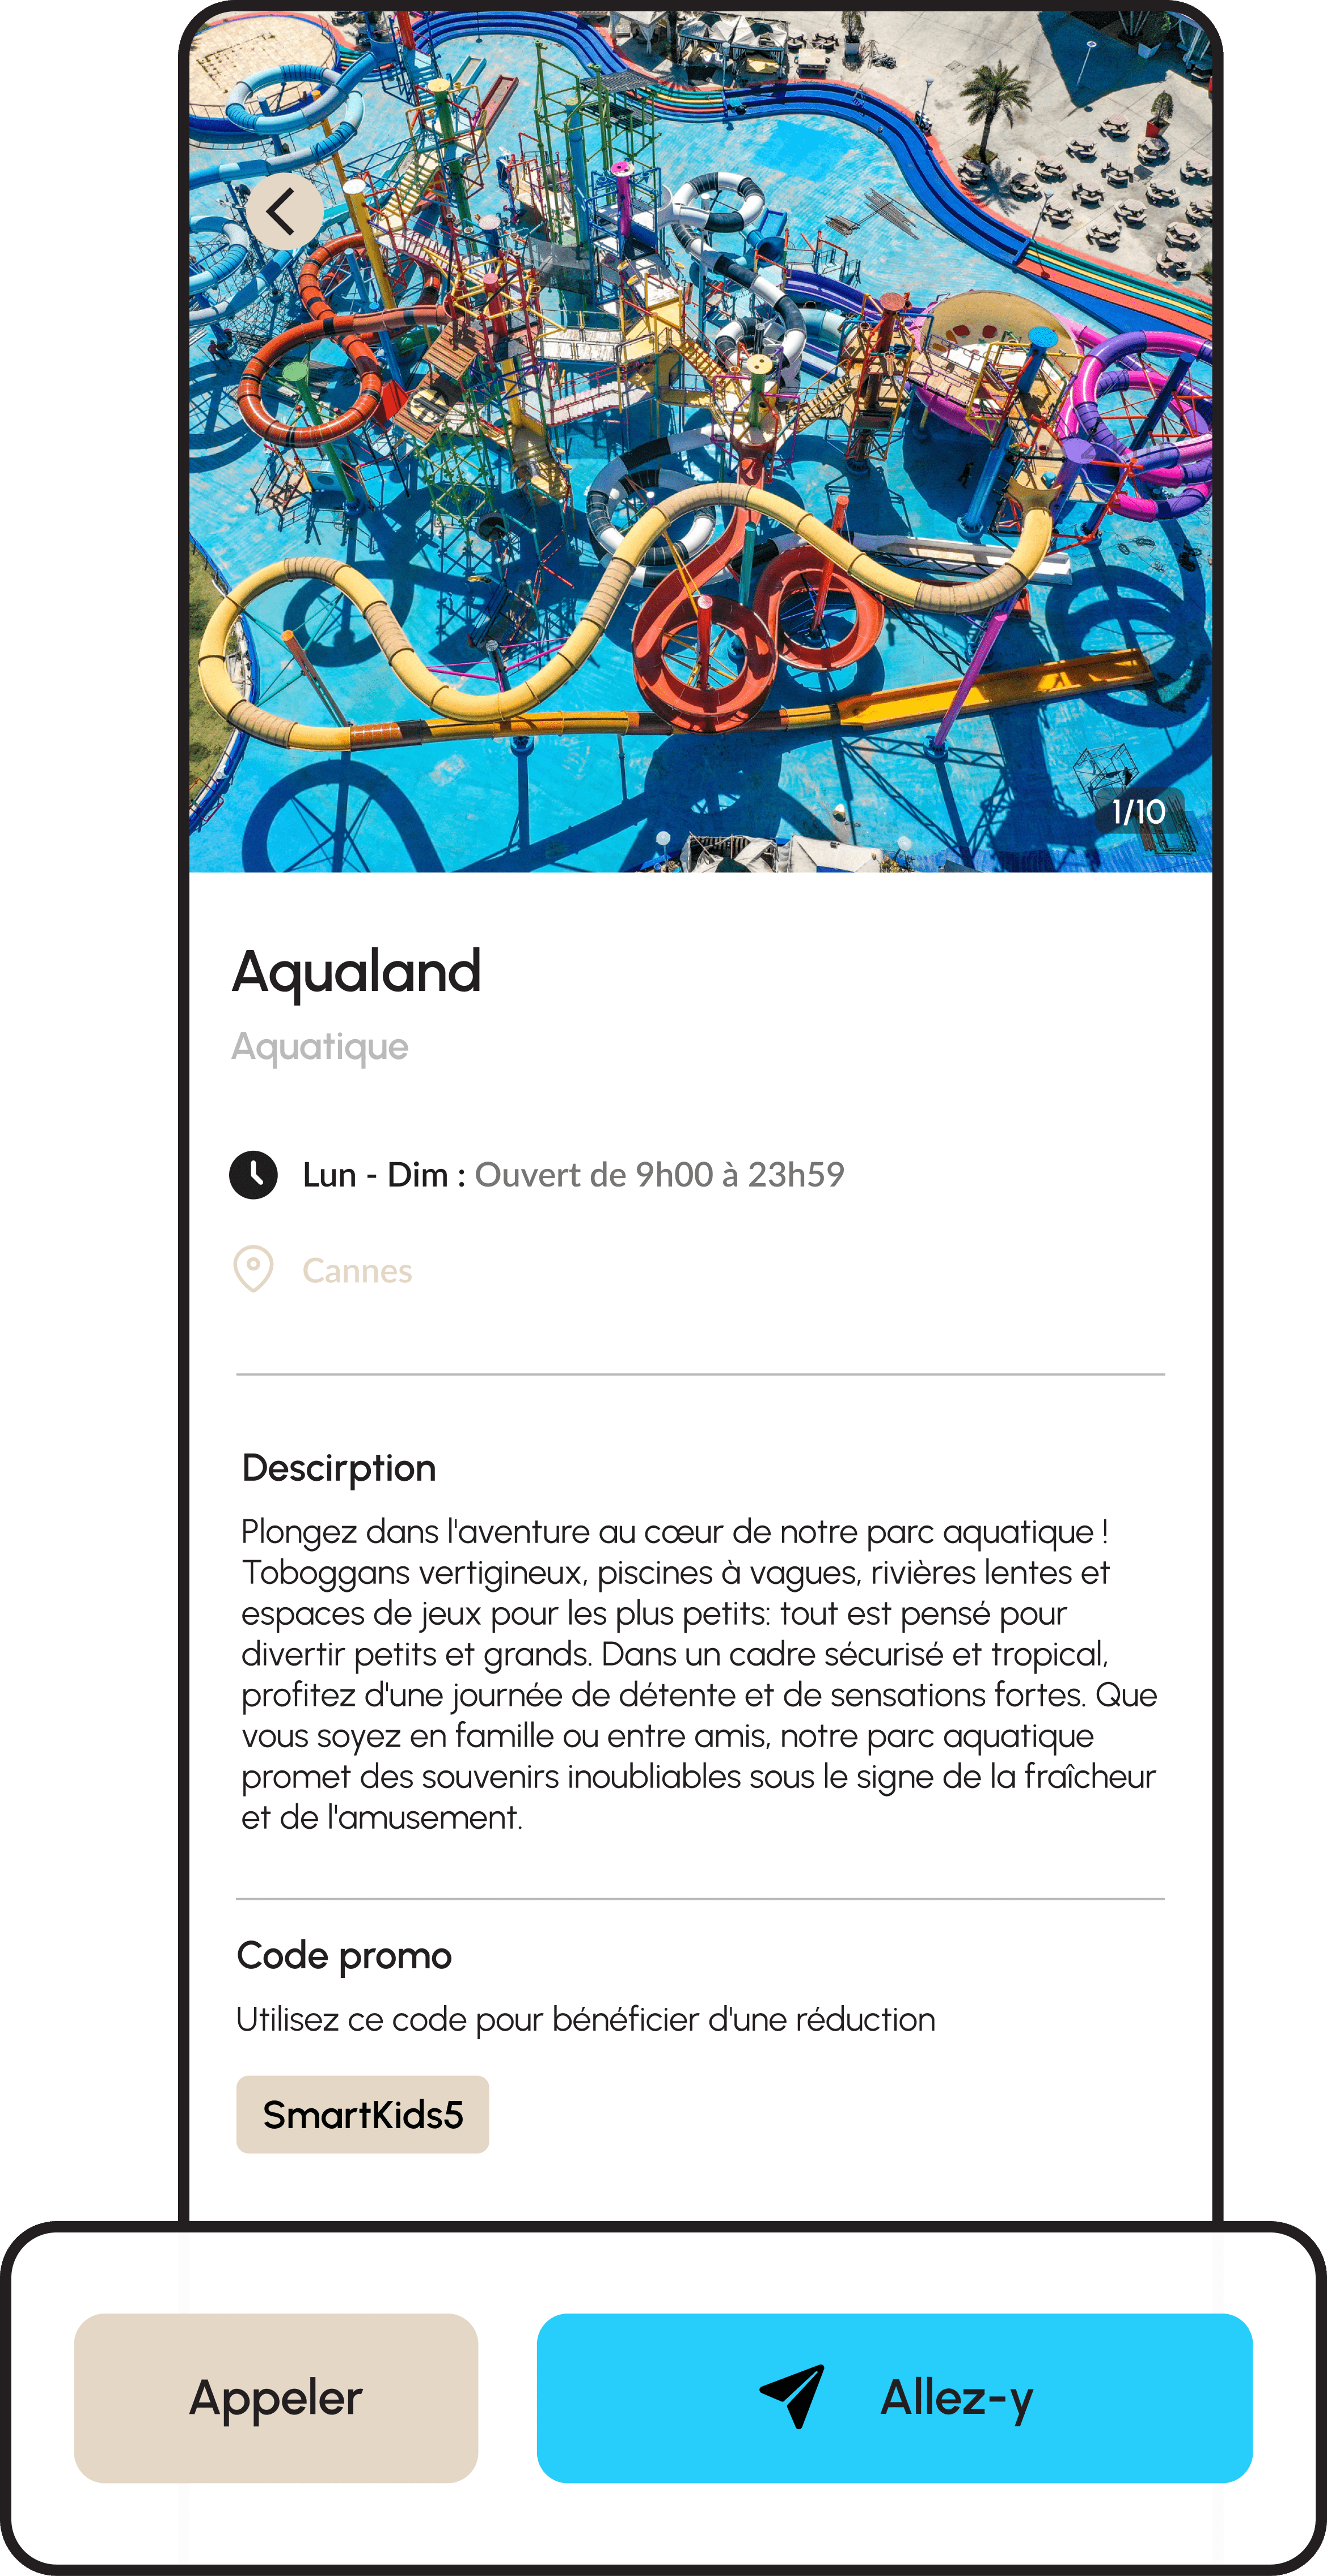 1/10
Aqualand
Aquatique
Lun - Dim : Ouvert de 9h00 à 23h59
Cannes
Descirption
Plongez dans l'aventure au cœur de notre parc aquatique !
Toboggans vertigineux, piscines à vagues, rivières lentes et
espaces de jeux pour les plus petits: tout est pensé pour
divertir petits et grands. Dans un cadre sécurisé et tropical,
profitez d'une journée de détente et de sensations fortes. Que
vous soyez en famille ou entre amis, notre parc aquatique
promet des souvenirs inoubliables sous le signe de la fraîcheur
et de l'amusement.
Code promo
Utilisez ce code pour bénéficier d'une réduction
SmartKids5
Appeler
Allez-y